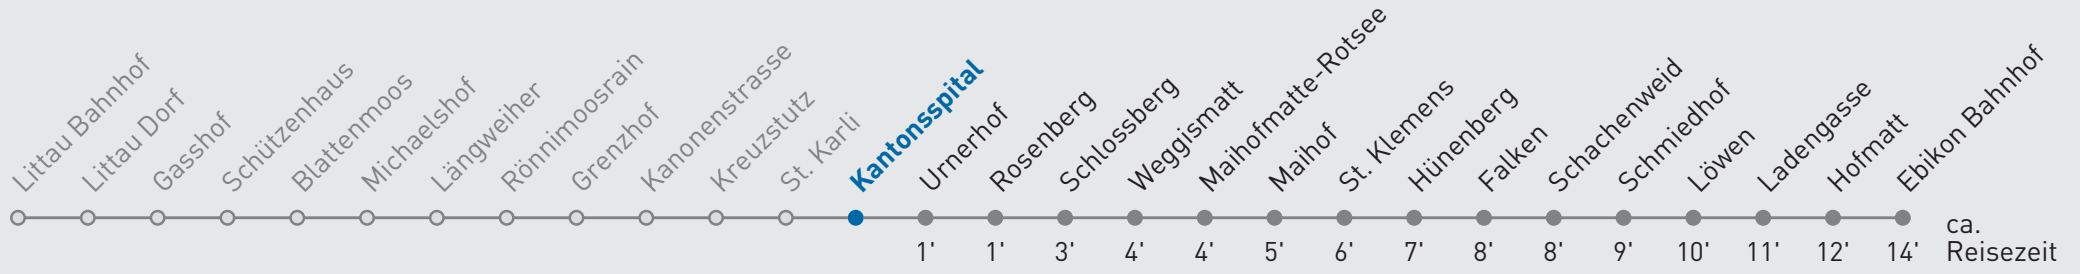 Littau Bahnhof
Littau Dorf
Gasshof
Schützenhaus
Blattenmoos
Michaelshof
Längweiher
Rönnimoosrain
Grenzhof
Kanonenstrasse
Kreuzstutz
St. Karli
Kantonsspital
Urnerhof
Rosenberg
Schlossberg
Weggismatt
Maihofmatte-Rotsee
Maihof
St. Klemens
Hünenberg
Falken
Schachenweid
Schmiedhof
Löwen
Ladengasse
Hofmatt
Ebikon Bahnhof
1' 1' 3' 4' 4' 5' 6' 7' 8' 8' 9' 10' 11' 12' 14'
ca.
Reisezeit